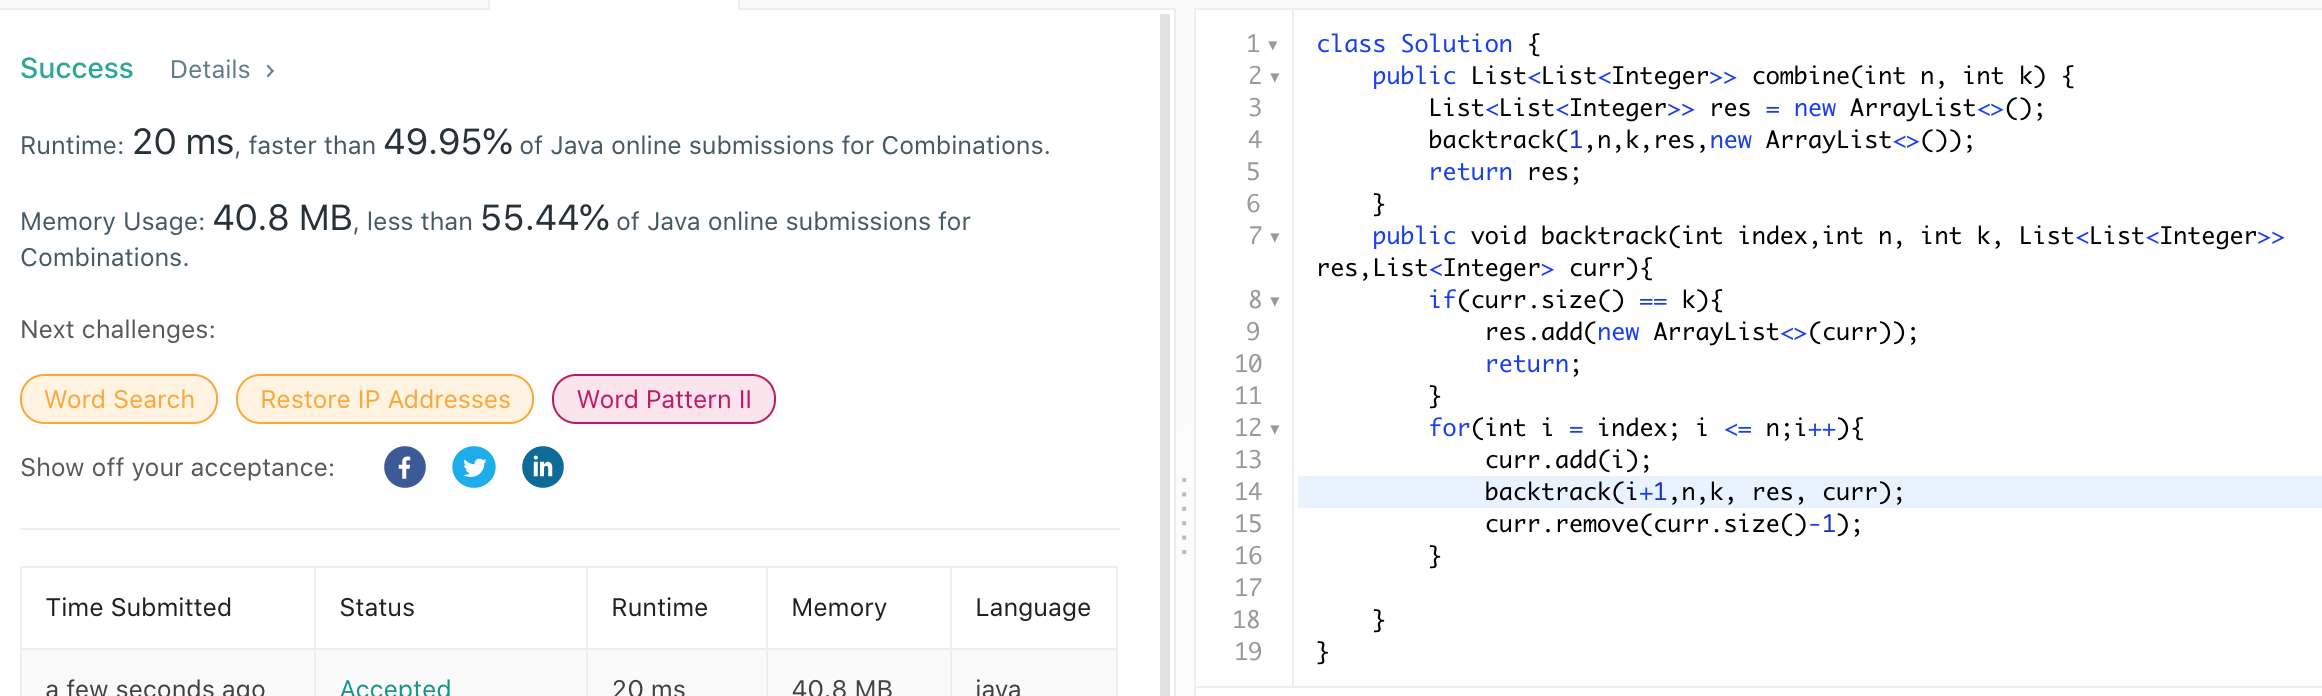 Success Details >
Runtime: 20 ms, faster than 49.95% of Java online submissions for Combinations.
Memory Usage: 40.8 MB, less than 55.44% of Java online submissions for
Combinations.
Next challenges:
Word Search Restore IP Addresses Word Pattern II
Show off your acceptance: f in
Time Submitted Status Runtime Memory Language
a few seconds ago Accepted 20 ms 40.8 MB java
1 class Solution {
2     public List<List<Integer>> combine(int n, int k) {
3         List<List<Integer>> res = new ArrayList<>();
4         backtrack(1,n,k,res,new ArrayList<>());
5         return res;
6     }
7     public void backtrack(int index,int n, int k, List<List<Integer>>
res,List<Integer> curr){
8         if(curr.size() == k){
9             res.add(new ArrayList<>(curr));
10             return;
11         }
12         for(int i = index; i <= n;i++){
13             curr.add(i);
14             backtrack(i+1,n,k, res, curr);
15             curr.remove(curr.size()-1);
16         }
17
18     }
19 }